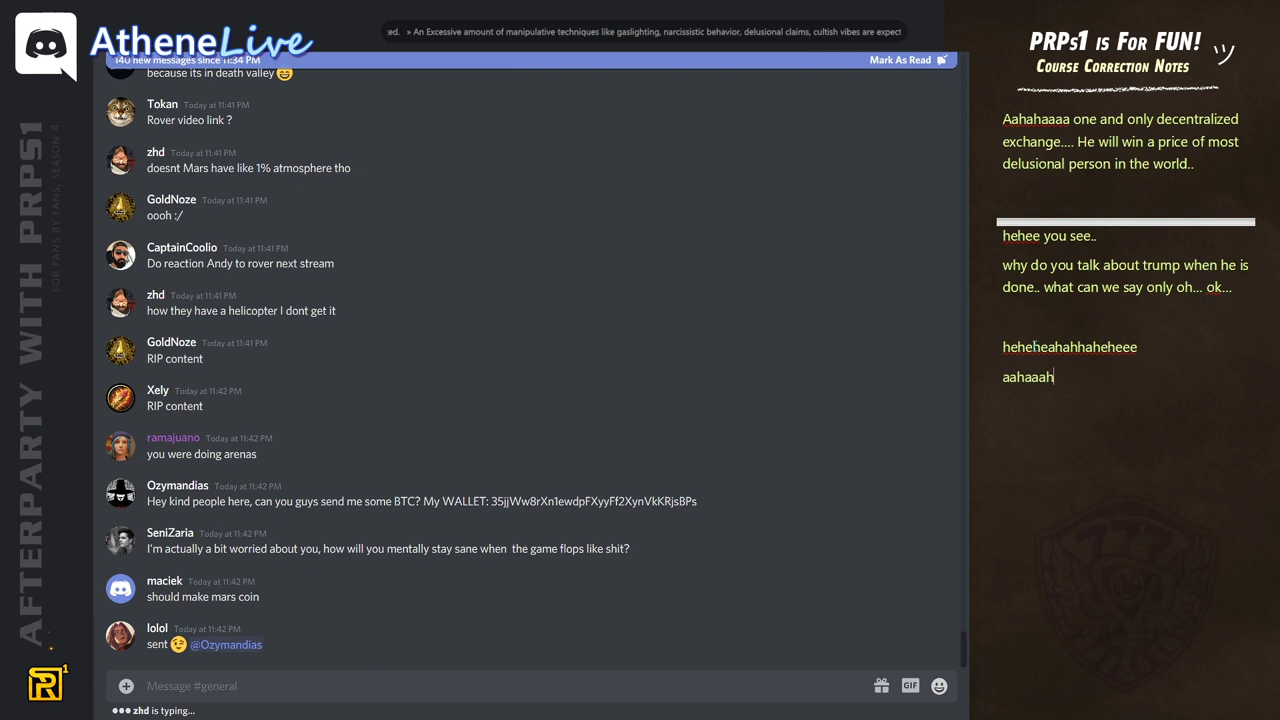 AtheneLive
ed. » An Excessive amount of manipulative techniques like gaslighting, narcissistic behavior, delusional claims, cultish vibes are expect
140 new messages since 11:34 PM
Mark As Read
because its in death valley 😄
Tokan Today at 11:41 PM
Rover video link ?
zhd Today at 11:41 PM
doesnt Mars have like 1% atmosphere tho
GoldNoze Today at 11:41 PM
oooh :/
CaptainCoolio Today at 11:41 PM
Do reaction Andy to rover next stream
zhd Today at 11:41 PM
how they have a helicopter I dont get it
GoldNoze Today at 11:41 PM
RIP content
Xely Today at 11:42 PM
RIP content
ramajuano Today at 11:42 PM
you were doing arenas
Ozymandias Today at 11:42 PM
Hey kind people here, can you guys send me some BTC? My WALLET: 35jjWw8rXn1ewdpFXyyFf2XynVkKRjsBPs
SeniZaria Today at 11:42 PM
I'm actually a bit worried about you, how will you mentally stay sane when the game flops like shit?
maciek Today at 11:42 PM
should make mars coin
lolol Today at 11:42 PM
sent 😉 @Ozymandias
Message #general
GIF
zhd is typing...
AFTERPARTY WITH PRPS1
FOR FANS BY FANS, SEASON 4
R1
PRPs1 is For FUN!
Course Correction Notes
ツ
Aahahaaaa one and only decentralized
exchange.... He will win a price of most
delusional person in the world..
hehee you see..
why do you talk about trump when he is
done.. what can we say only oh... ok...
heheheahahhaheheee
aahaaah
777